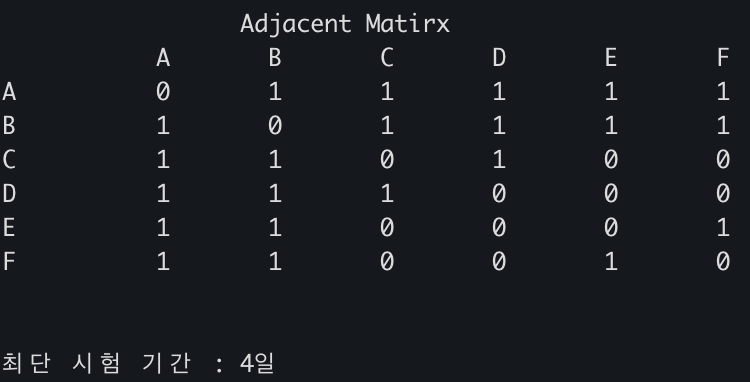 Adjacent Matirx
A B C D E F
A 0 1 1 1 1 1
B 1 0 1 1 1 1
C 1 1 0 1 0 0
D 1 1 1 0 0 0
E 1 1 0 0 0 1
F 1 1 0 0 1 0
최단 시험 기간 : 4일